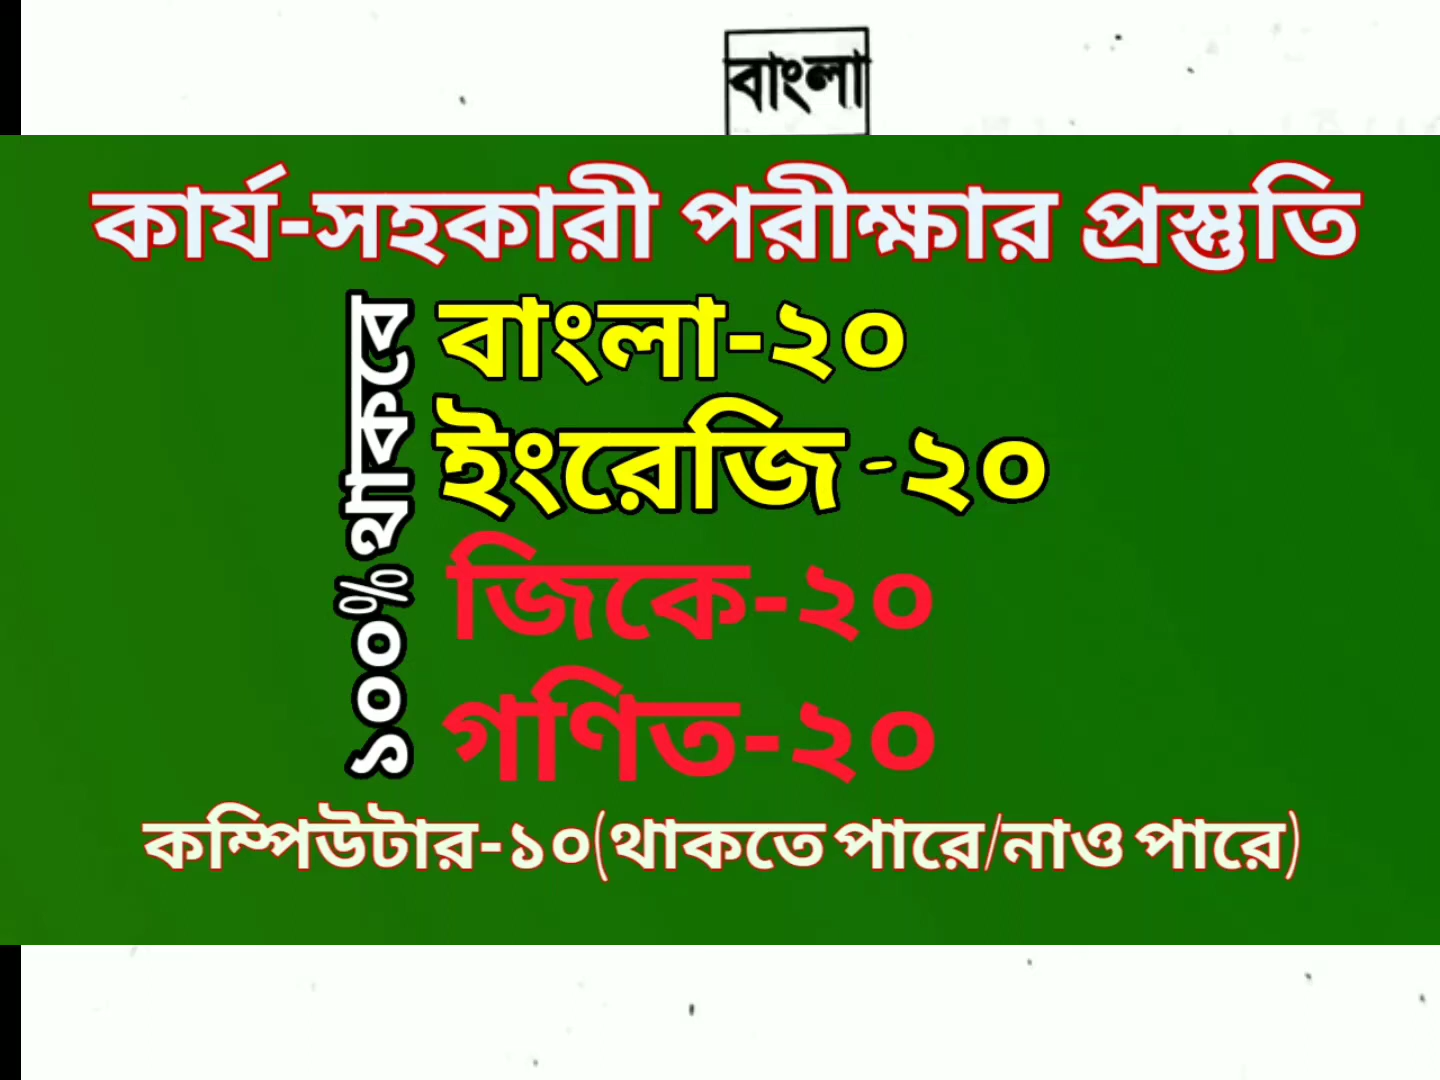 বাংলা
কার্য-সহকারী পরীক্ষার প্রস্তুতি
১০০% থাকবে
বাংলা-২০
ইংরেজি -২০
জিকে-২০
গণিত-২০
কম্পিউটার-১০(থাকতে পারে/নাও পারে)